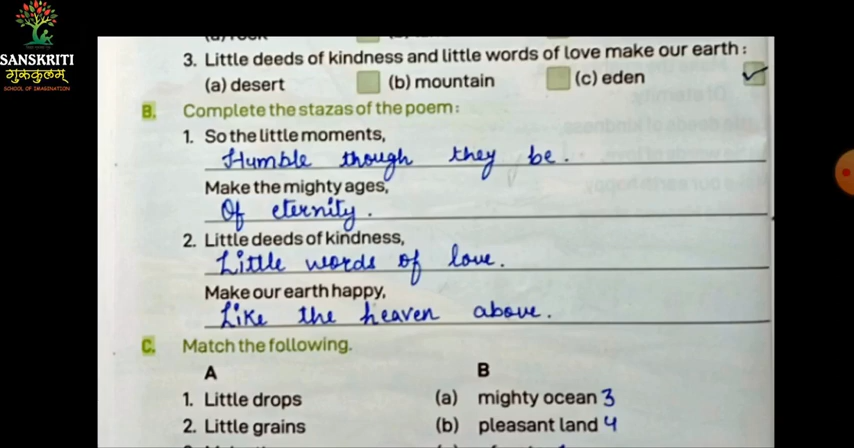 SANSKRITI
गुरुकुलम्
SCHOOL OF IMAGINATION
3. Little deeds of kindness and little words of love make our earth :
(a) desert (b) mountain (c) eden
B. Complete the stazas of the poem :
1. So the little moments,
Humble though they be.
Make the mighty ages,
Of eternity.
2. Little deeds of kindness,
Little words of love.
Make our earth happy,
Like the heaven above.
C. Match the following.
A B
1. Little drops (a) mighty ocean 3
2. Little grains (b) pleasant land 4